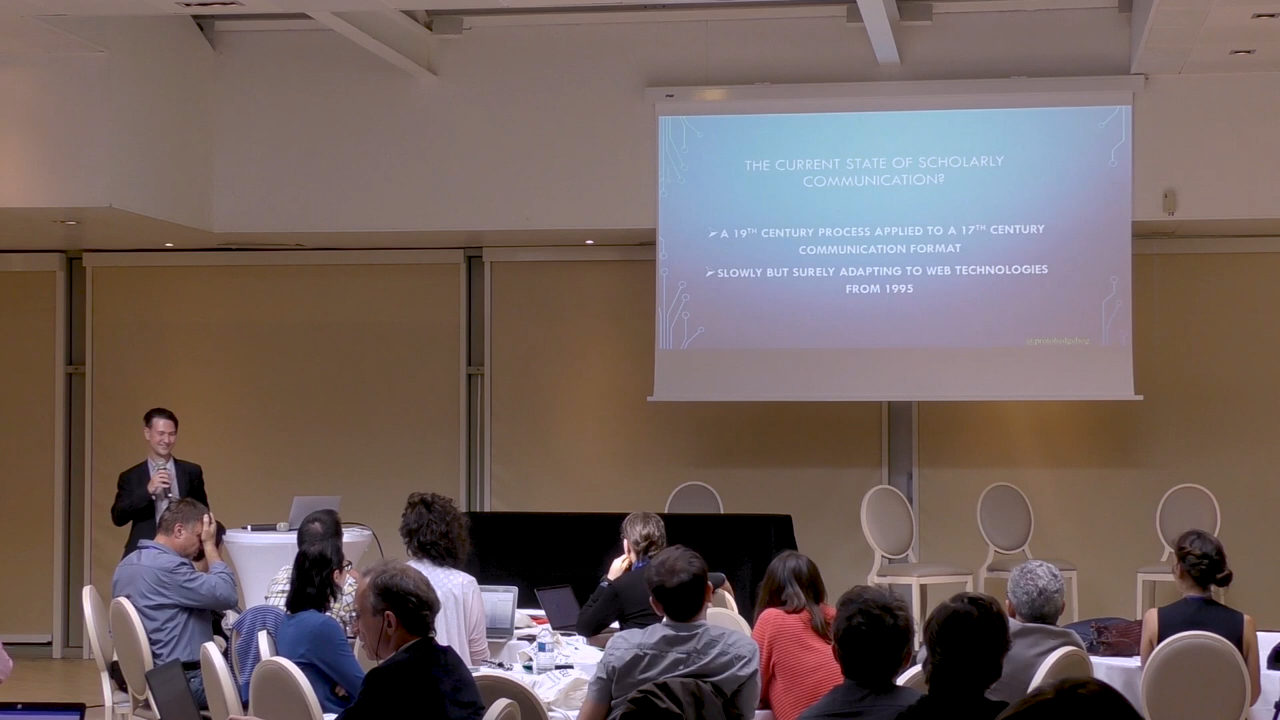 THE CURRENT STATE OF SCHOLARLY
COMMUNICATION?
➢A 19TH CENTURY PROCESS APPLIED TO A 17TH CENTURY
COMMUNICATION FORMAT
➢SLOWLY BUT SURELY ADAPTING TO WEB TECHNOLOGIES
FROM 1995
@protohedgehog